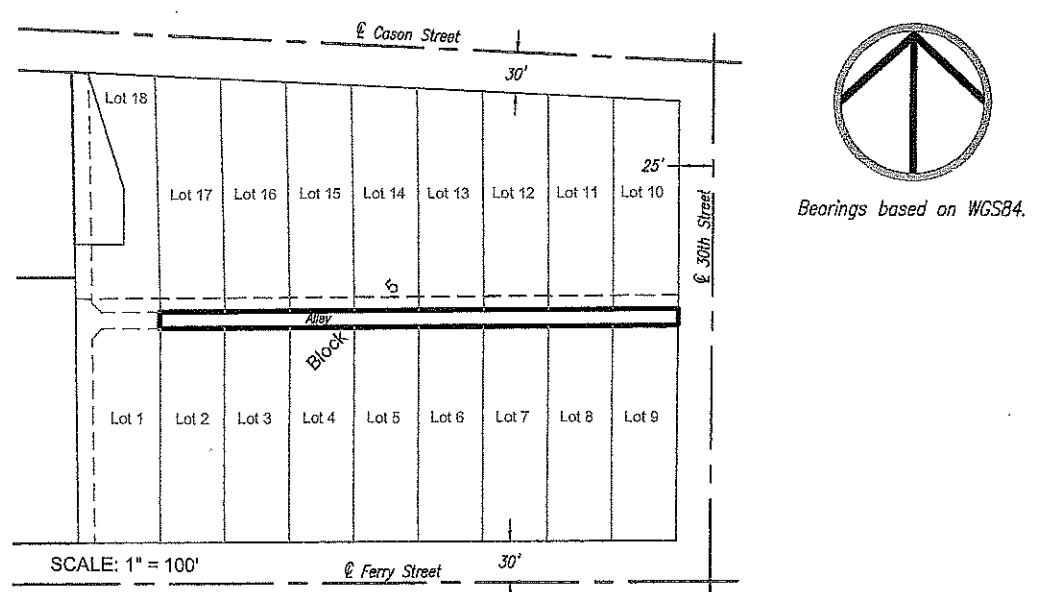 ℄ Cason Street
30'
Lot 18
25'
Lot 17
Lot 16
Lot 15
Lot 14
Lot 13
Lot 12
Lot 11
Lot 10
℄ 30th Street
Bearings based on WGS84.
5
Alley
Block
Lot 1
Lot 2
Lot 3
Lot 4
Lot 5
Lot 6
Lot 7
Lot 8
Lot 9
SCALE: 1" = 100'
℄ Ferry Street
30'